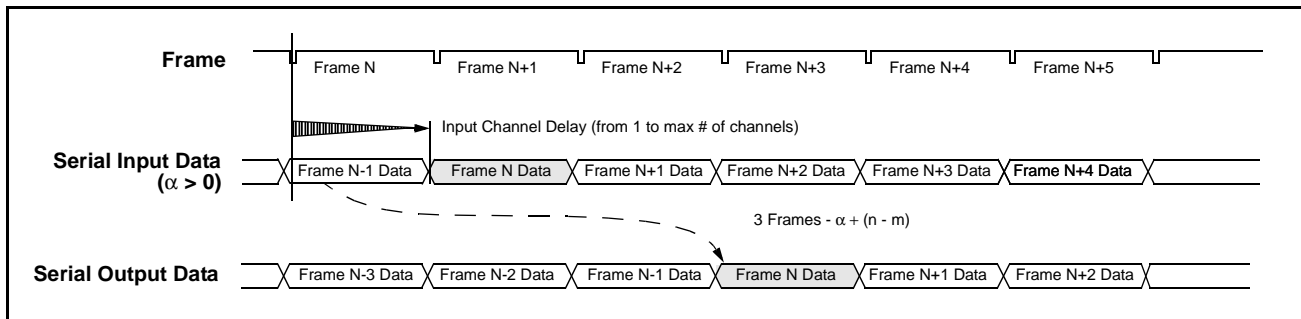 Frame
Frame N Frame N+1 Frame N+2 Frame N+3 Frame N+4 Frame N+5
Input Channel Delay (from 1 to max # of channels)
Serial Input Data
(α > 0)
Frame N-1 Data Frame N Data Frame N+1 Data Frame N+2 Data Frame N+3 Data Frame N+4 Data
3 Frames - α + (n - m)
Serial Output Data
Frame N-3 Data Frame N-2 Data Frame N-1 Data Frame N Data Frame N+1 Data Frame N+2 Data